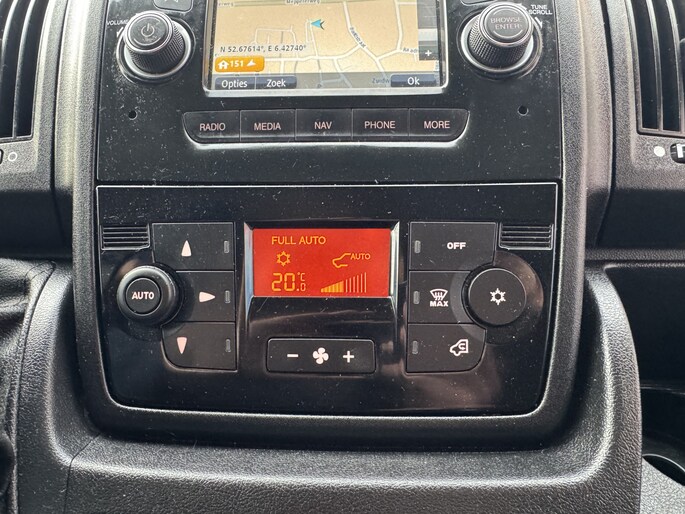 VOLUME
TUNE
SCROLL
BROWSE
ENTER
N 52.67614°, E 6.42740°
151
Opties Zoek Ok
RADIO MEDIA NAV PHONE MORE
FULL AUTO
AUTO
20.0 °C
OFF
AUTO
MAX
- +